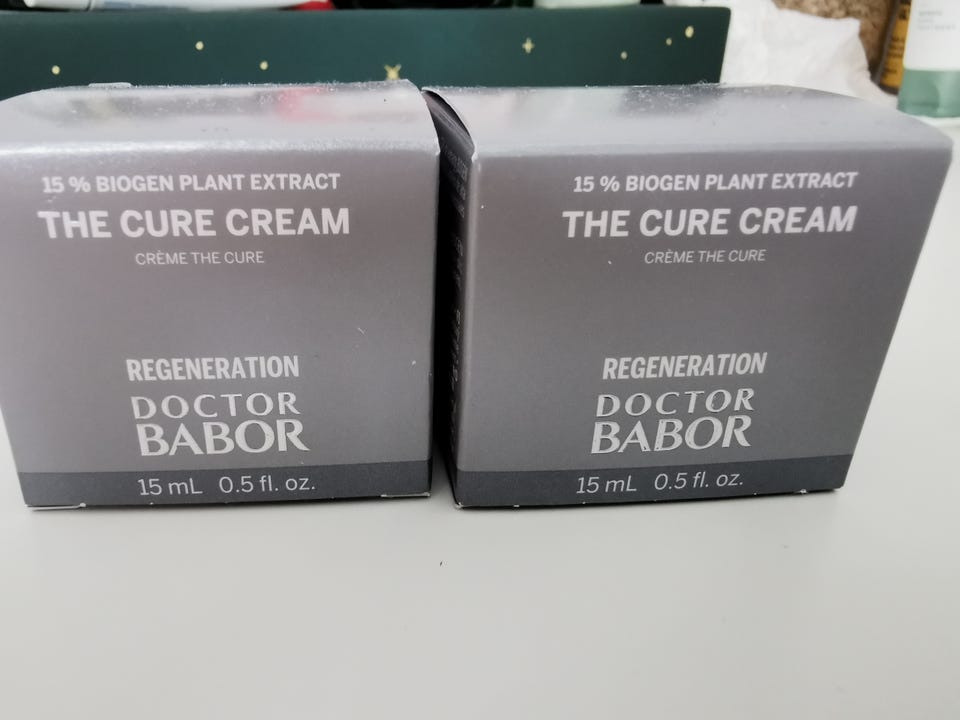 15 % BIOGEN PLANT EXTRACT
THE CURE CREAM
CRÈME THE CURE
REGENERATION
DOCTOR
BABOR
15 mL 0.5 fl. oz.
15 % BIOGEN PLANT EXTRACT
THE CURE CREAM
CRÈME THE CURE
REGENERATION
DOCTOR
BABOR
15 mL 0.5 fl. oz.